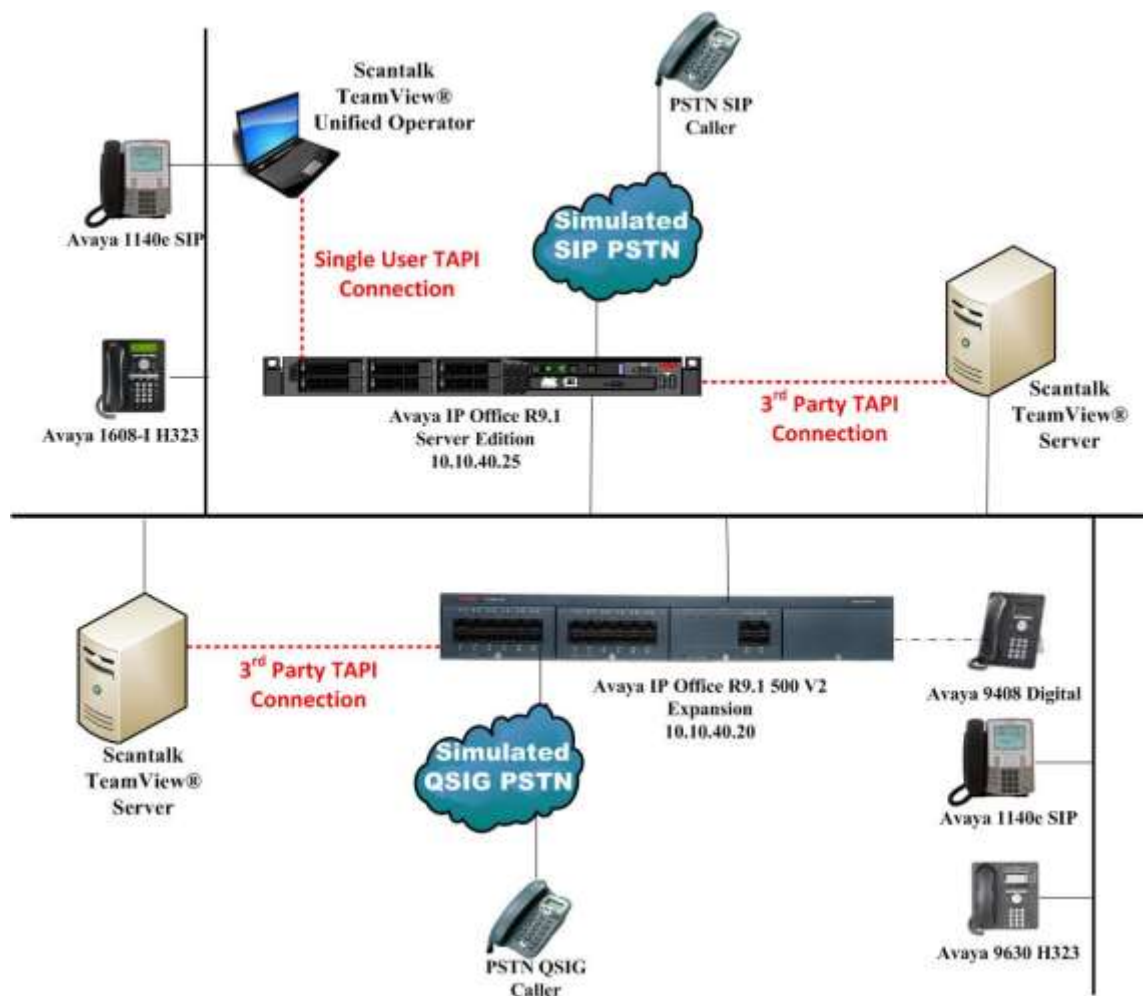 Scantalk
TeamView®
Unified Operator
PSTN SIP
Caller
Avaya 1140e SIP
Simulated
SIP PSTN
Single User TAPI
Connection
Avaya 1608-I H323
Avaya IP Office R9.1
Server Edition
10.10.40.25
3rd Party TAPI
Connection
Scantalk
TeamView®
Server
3rd Party TAPI
Connection
Scantalk
TeamView®
Server
Avaya IP Office R9.1 500 V2
Expansion
10.10.40.20
Avaya 9408 Digital
Simulated
QSIG PSTN
Avaya 1140e SIP
PSTN QSIG
Caller
Avaya 9630 H323